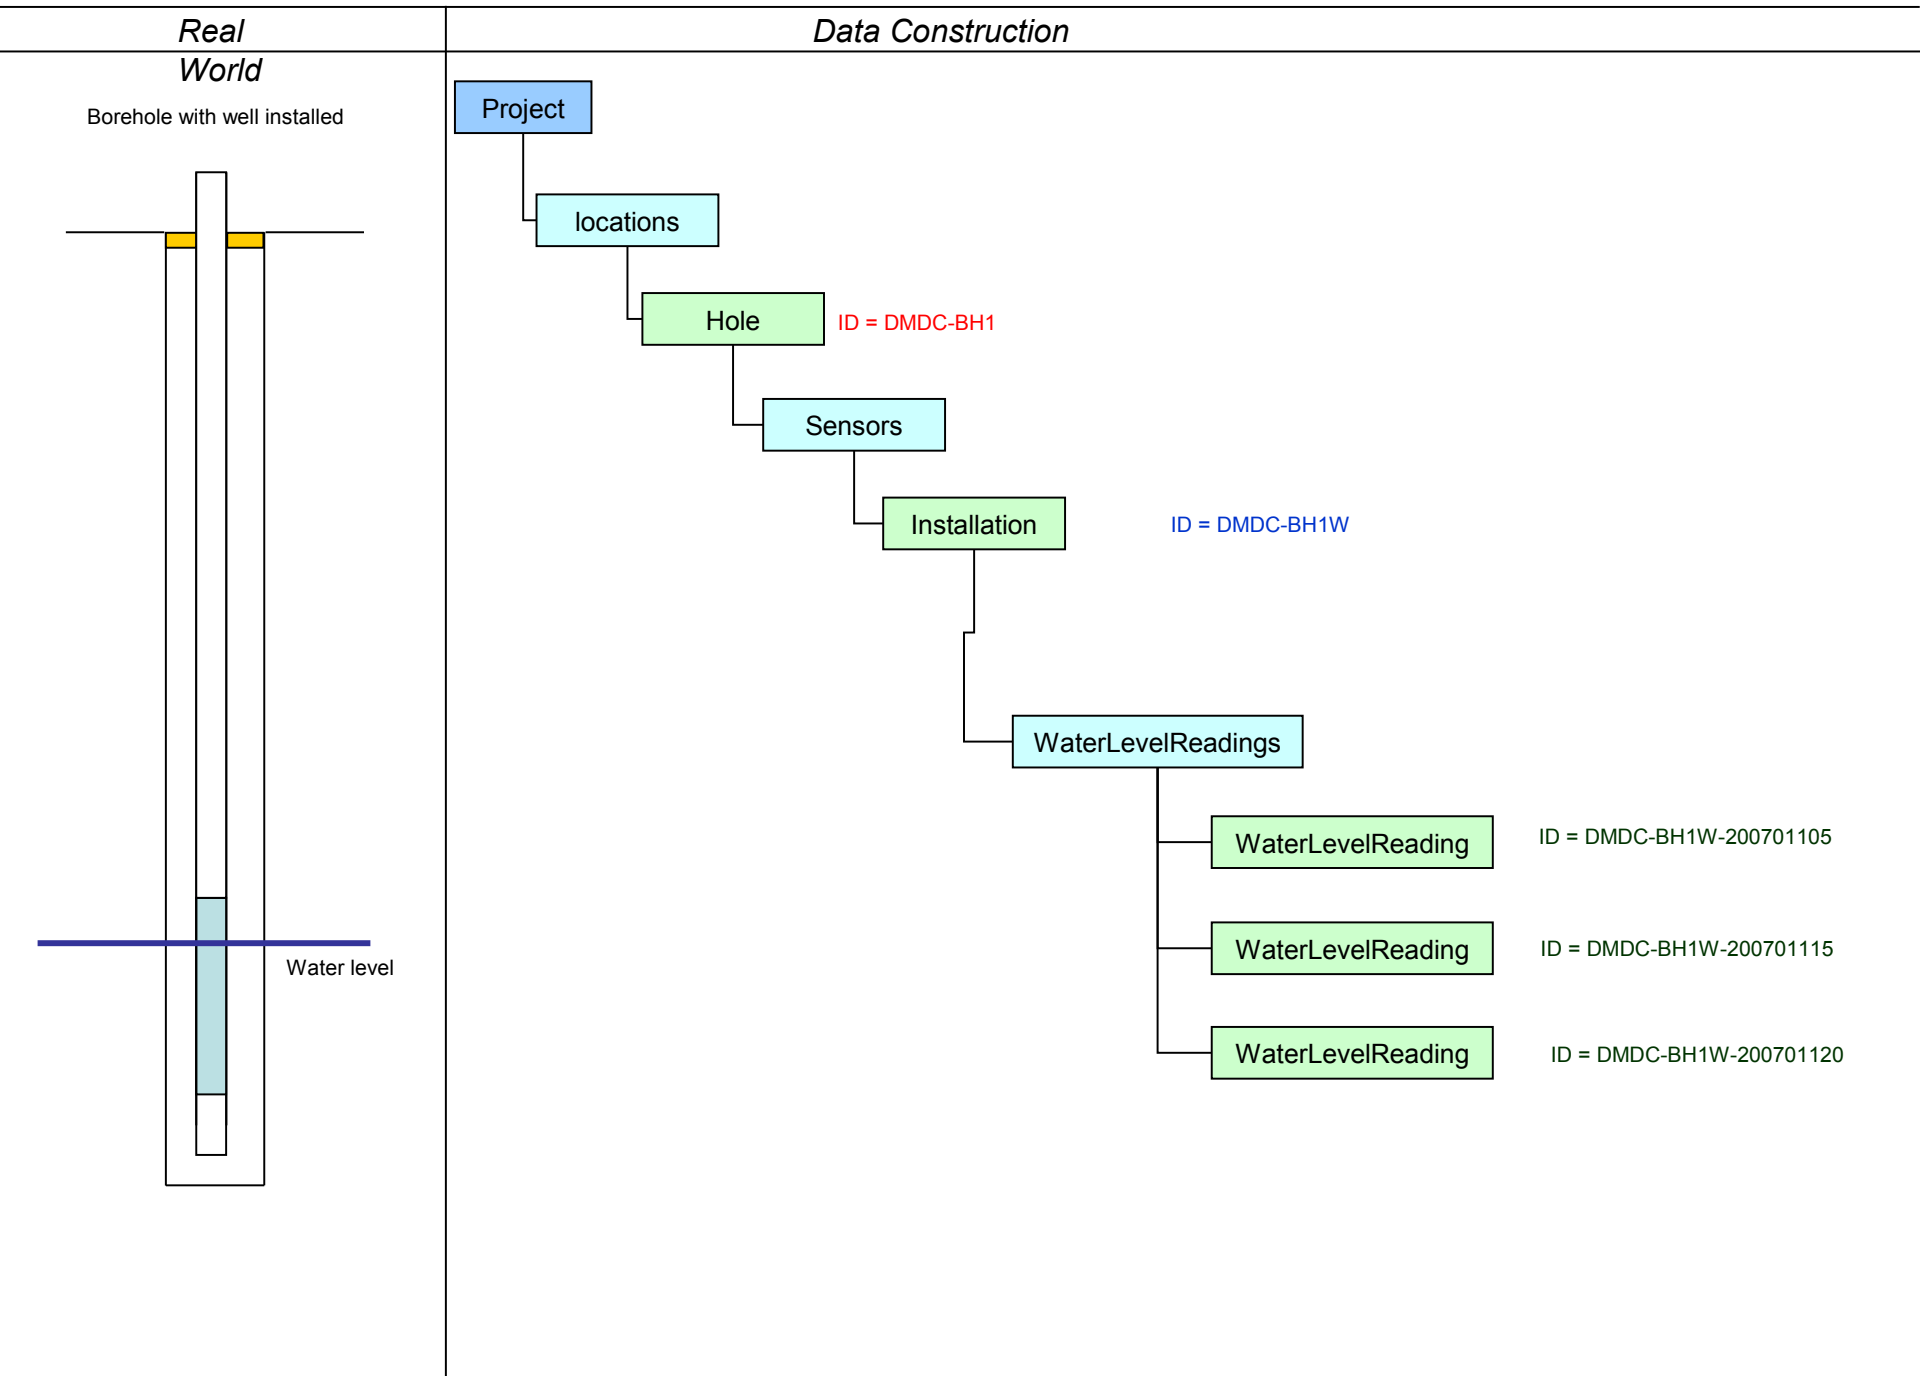 Real
World
Data Construction
Borehole with well installed
Water level
Project
locations
Hole
ID = DMDC-BH1
Sensors
Installation
ID = DMDC-BH1W
WaterLevelReadings
WaterLevelReading
ID = DMDC-BH1W-200701105
WaterLevelReading
ID = DMDC-BH1W-200701115
WaterLevelReading
ID = DMDC-BH1W-200701120